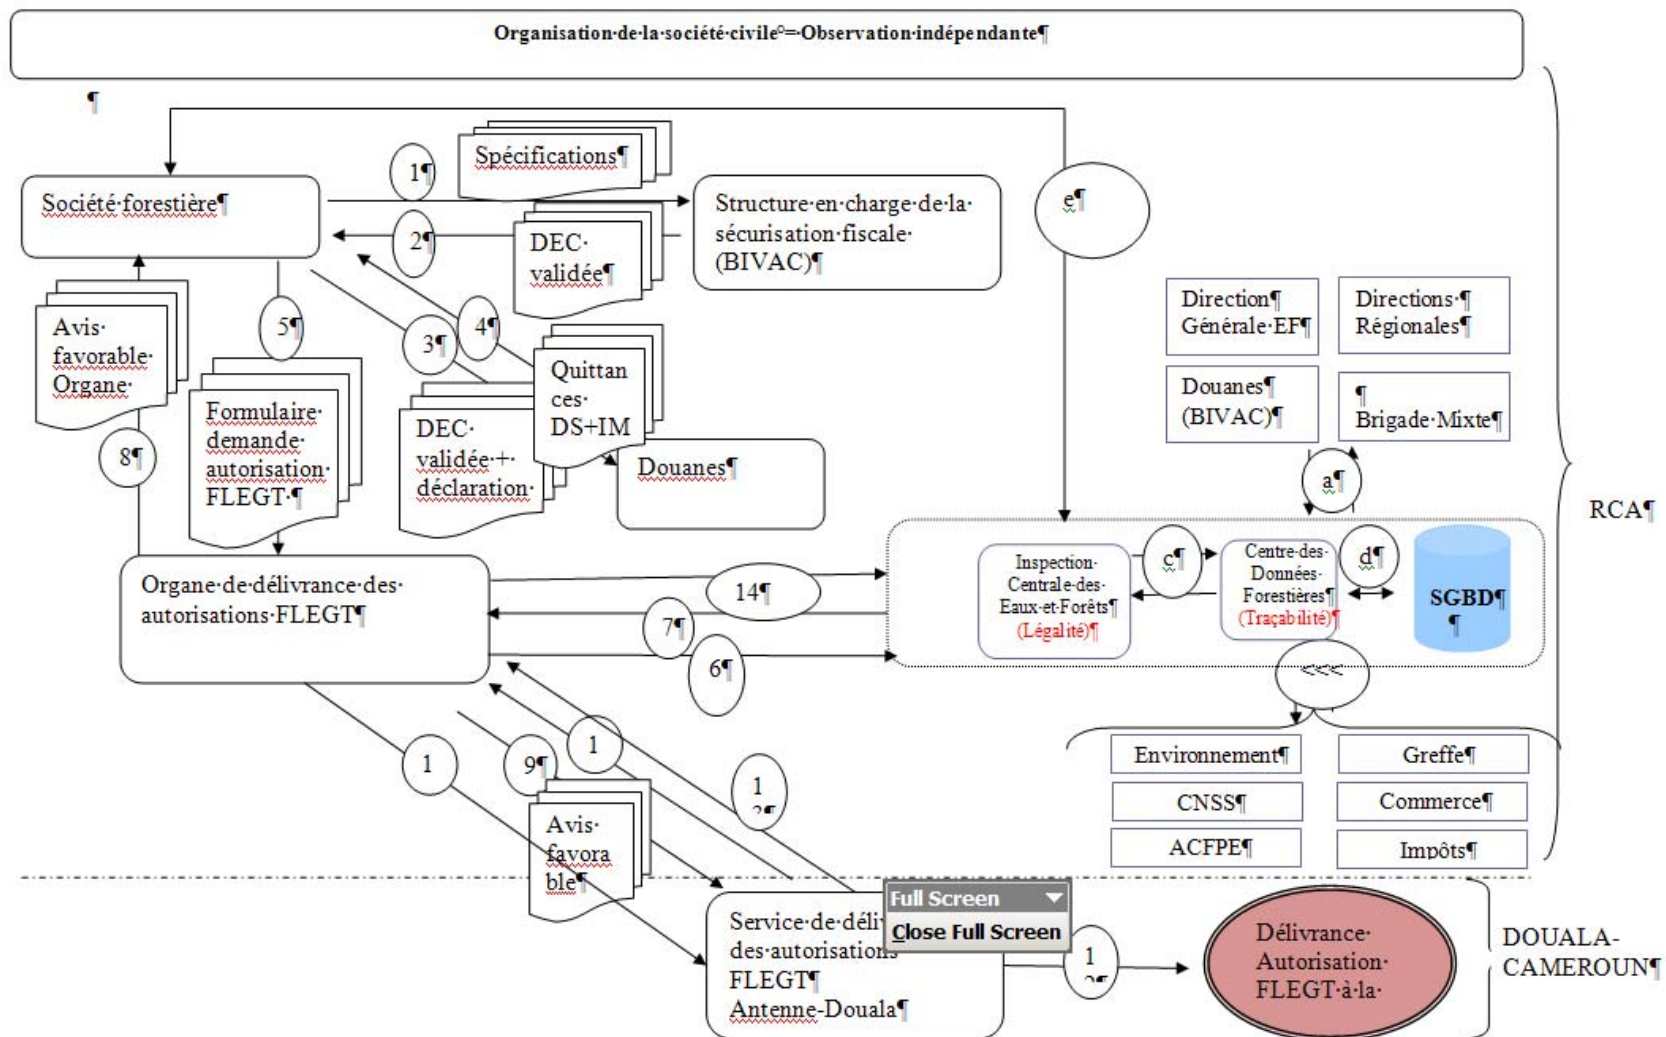 Organisation·de·la·société·civile°=·Observation·indépendante¶
¶
Spécifications¶
1¶
Société·forestière¶
Structure·en·charge·de·la·
sécurisation·fiscale·
(BIVAC)¶
e¶
2¶
DEC·
validée¶
Avis·
favorable·
Organe·
5¶
3¶
4¶
Quittan
ces·
DS+IM
Direction¶
Générale·EF¶
Directions·¶
Régionales¶
Douanes¶
(BIVAC)¶
¶
Brigade·Mixte¶
Formulaire·
demande·
autorisation·
FLEGT·¶
DEC·
validée·+·
déclaration·
8¶
Douanes¶
a¶
RCA¶
Organe·de·délivrance·des·
autorisations·FLEGT¶
14¶
7¶
6¶
Inspection·
Centrale·des·
Eaux·et·Forêts¶
(Légalité)¶
c¶
Centre·des·
Données·
Forestières¶
(Traçabilité)¶
d¶
SGBD¶
¶
<<<
1
9¶
1
1
Avis·
favora
ble¶
Environnement¶
Greffe¶
CNSS¶
Commerce¶
ACFPE¶
Impôts¶
Full Screen
Close Full Screen
Service·de·déli
des·autorisations
FLEGT¶
Antenne-Douala¶
1
Délivrance·
Autorisation·
FLEGT·à·la·
DOUALA-
CAMEROUN¶